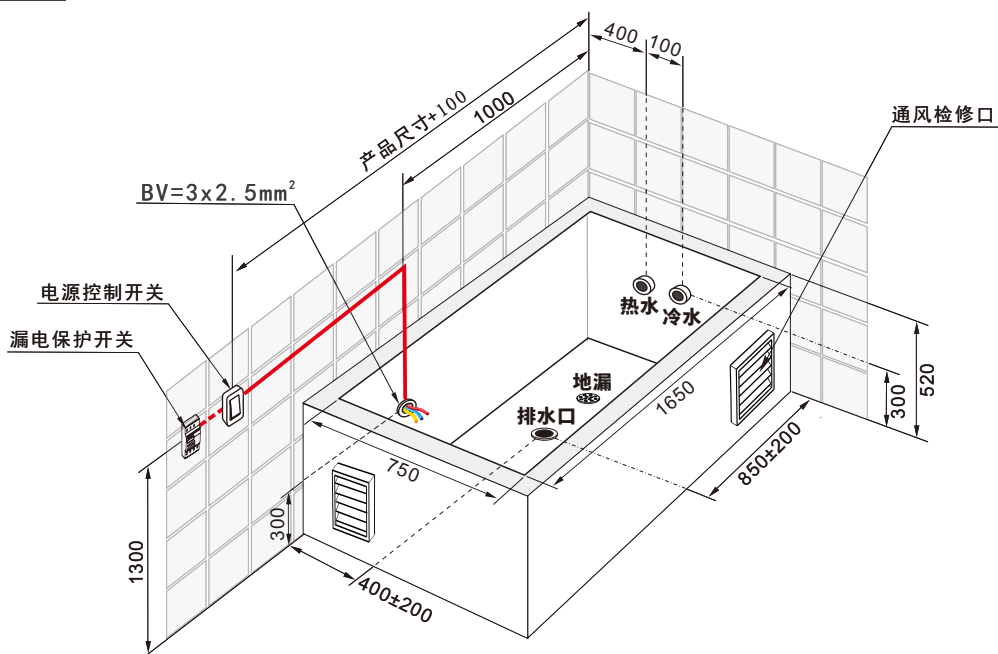 400
100
产品尺寸+100
1000
通风检修口
BV=3x2.5mm²
电源控制开关
漏电保护开关
热水
冷水
地漏
排水口
1650
750
300
520
850±200
300
1300
400±200